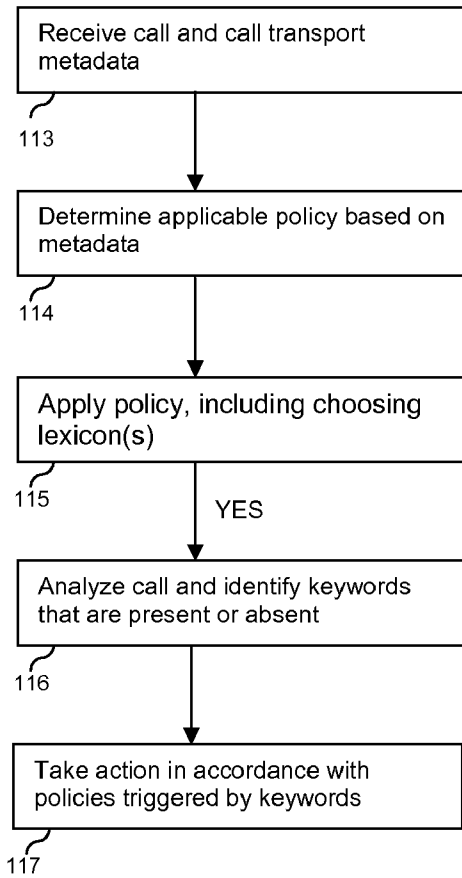 Receive call and call transport
metadata
113
Determine applicable policy based on
metadata
114
Apply policy, including choosing
lexicon(s)
115
YES
Analyze call and identify keywords
that are present or absent
116
Take action in accordance with
policies triggered by keywords
117